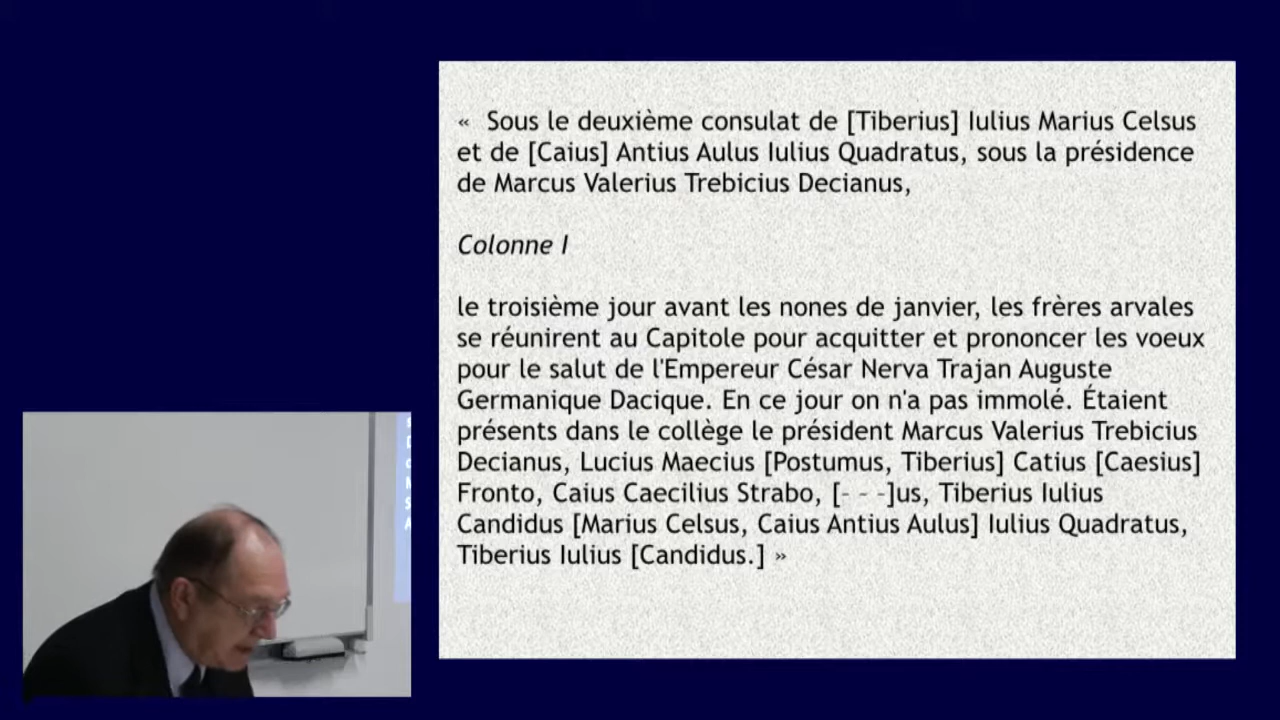 «  Sous le deuxième consulat de [Tiberius] Iulius Marius Celsus
et de [Caius] Antius Aulus Iulius Quadratus, sous la présidence
de Marcus Valerius Trebicius Decianus,
Colonne I
le troisième jour avant les nones de janvier, les frères arvales
se réunirent au Capitole pour acquitter et prononcer les voeux
pour le salut de l'Empereur César Nerva Trajan Auguste
Germanique Dacique. En ce jour on n'a pas immolé. Étaient
présents dans le collège le président Marcus Valerius Trebicius
Decianus, Lucius Maecius [Postumus, Tiberius] Catius [Caesius]
Fronto, Caius Caecilius Strabo, [- - -]us, Tiberius Iulius
Candidus [Marius Celsus, Caius Antius Aulus] Iulius Quadratus,
Tiberius Iulius [Candidus.] »